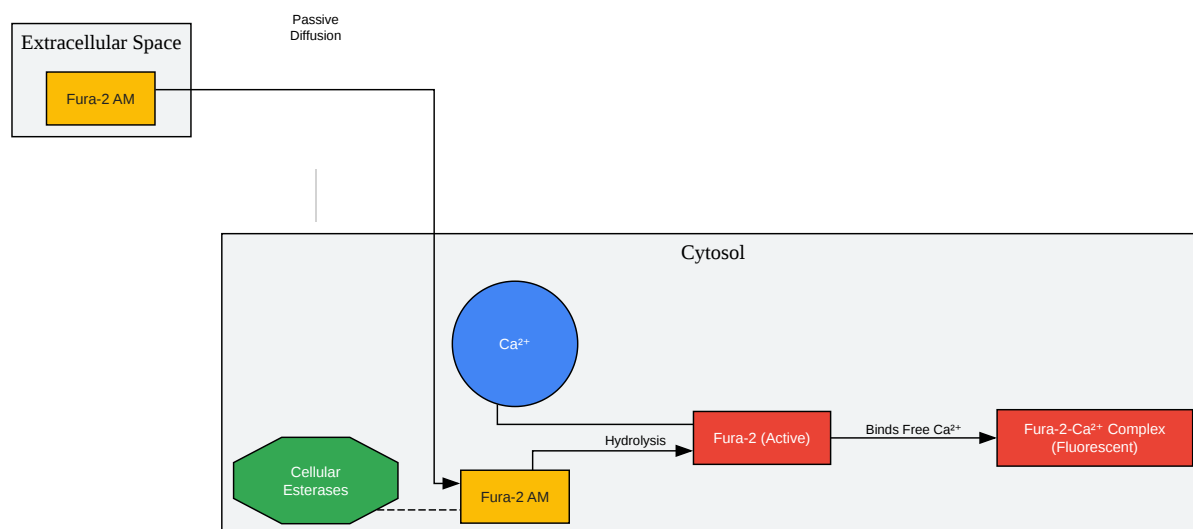 Passive
Diffusion
Extracellular Space
Fura-2 AM
Cytosol
Ca²⁺
Fura-2 (Active)
Binds Free Ca²⁺
Fura-2-Ca²⁺ Complex
(Fluorescent)
Hydrolysis
Cellular
Esterases
Fura-2 AM